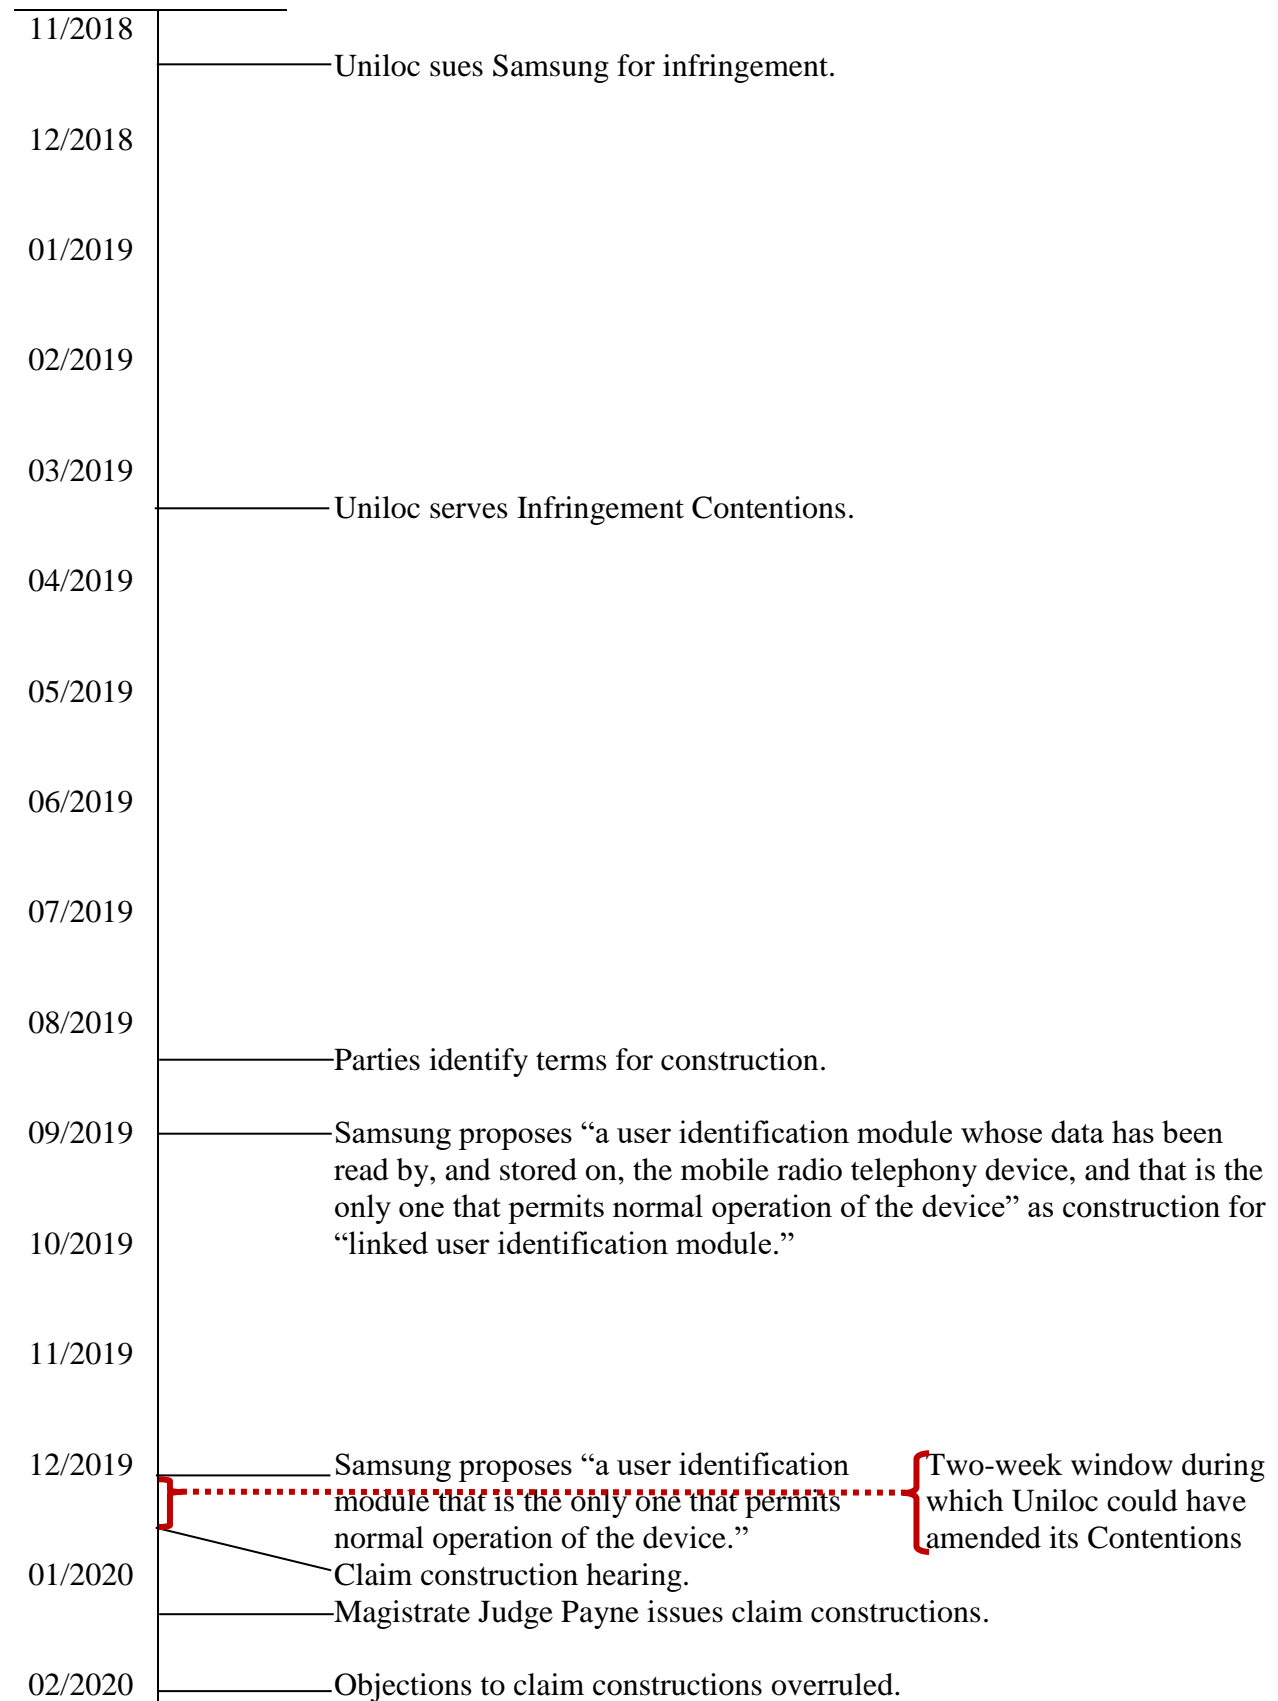 11/2018
Uniloc sues Samsung for infringement.
12/2018
01/2019
02/2019
03/2019
Uniloc serves Infringement Contentions.
04/2019
05/2019
06/2019
07/2019
08/2019
Parties identify terms for construction.
09/2019
Samsung proposes “a user identification module whose data has been
read by, and stored on, the mobile radio telephony device, and that is the
only one that permits normal operation of the device” as construction for
10/2019
“linked user identification module.”
11/2019
12/2019
Samsung proposes “a user identification
module that is the only one that permits
normal operation of the device.”
Two-week window during
which Uniloc could have
amended its Contentions
01/2020
Claim construction hearing.
Magistrate Judge Payne issues claim constructions.
02/2020
Objections to claim constructions overruled.